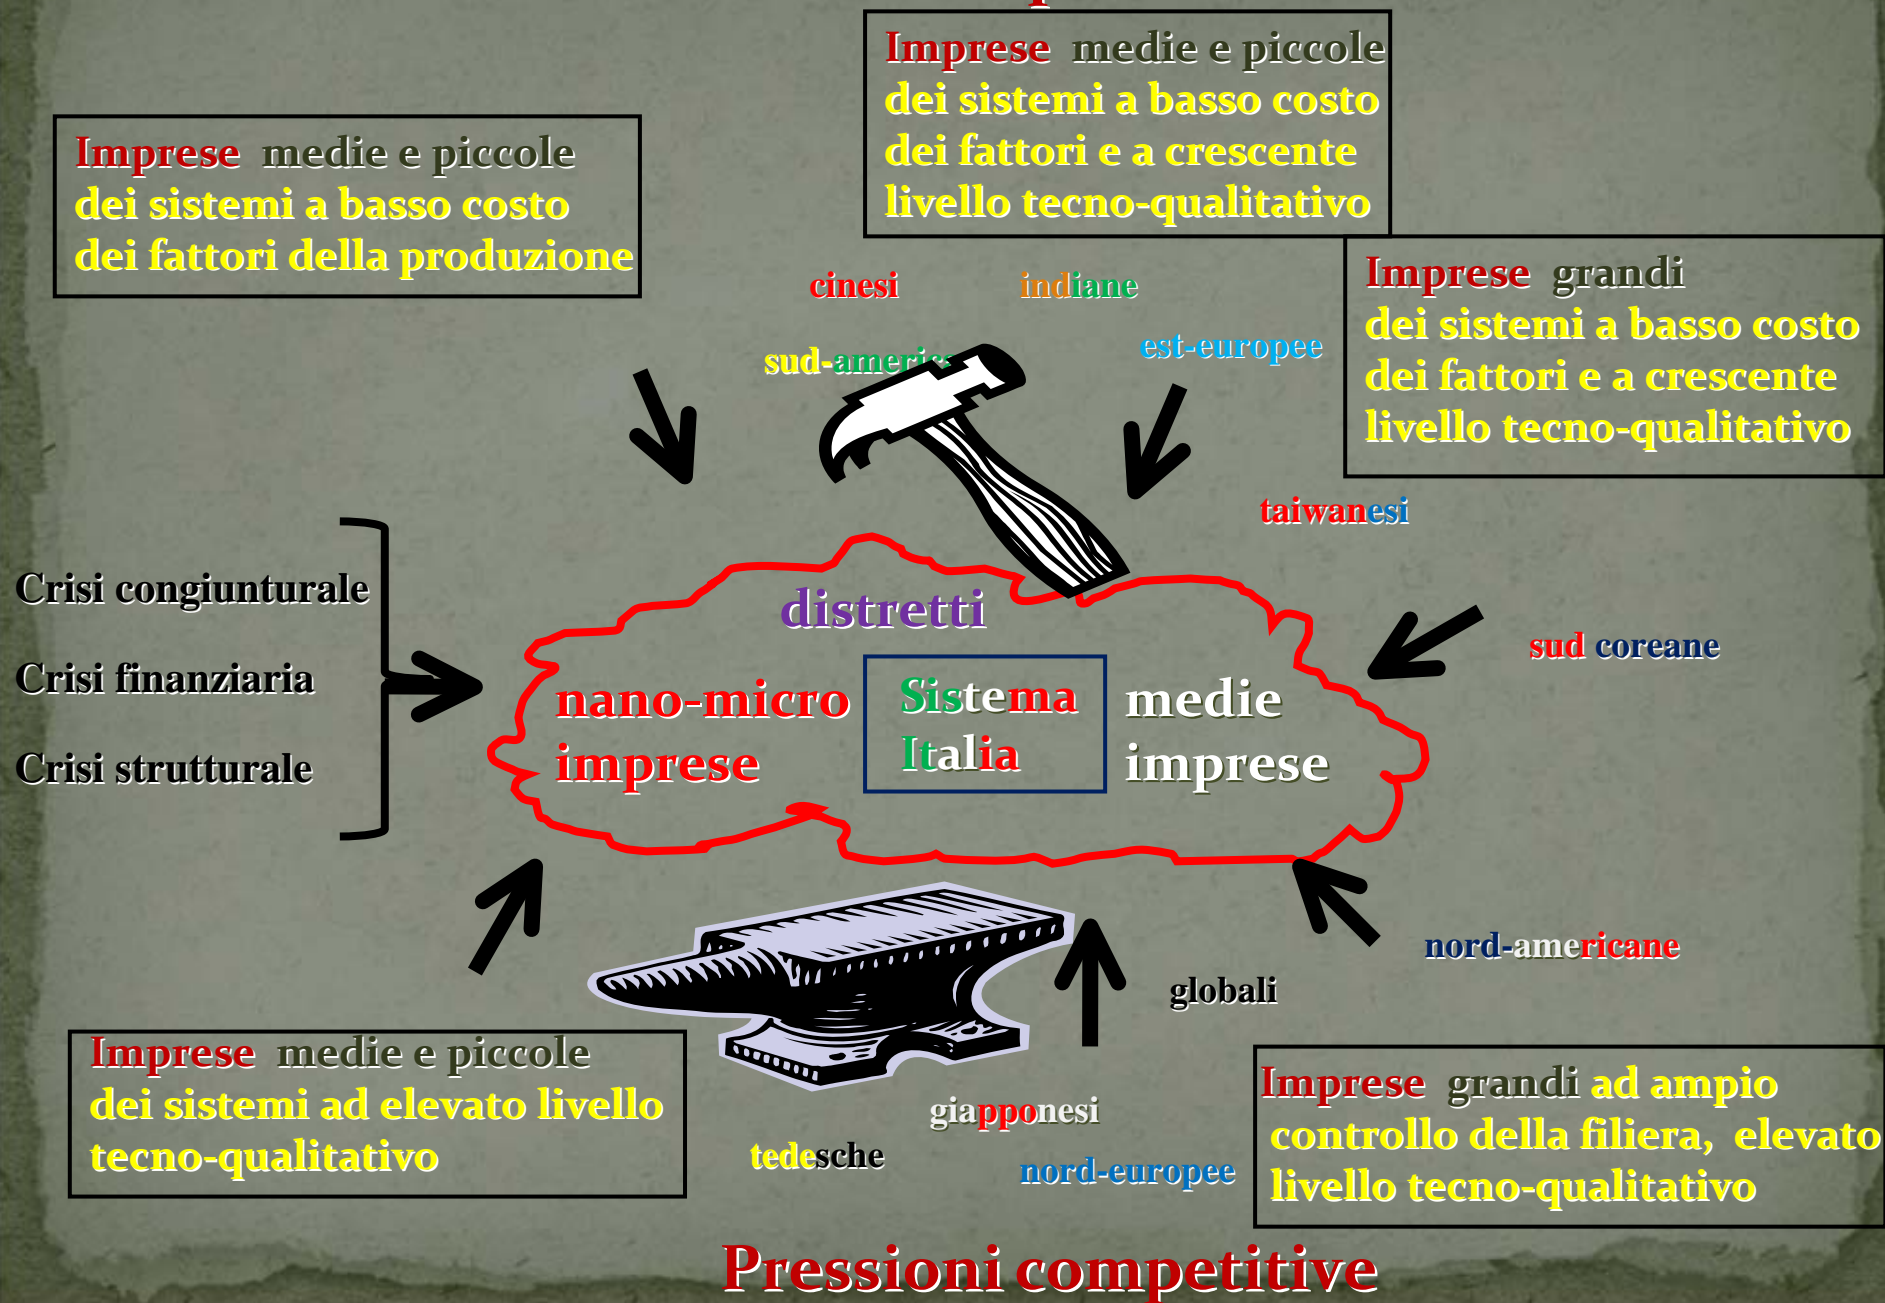 Imprese medie e piccole
dei sistemi a basso costo
dei fattori e a crescente
livello tecno-qualitativo
Imprese medie e piccole
dei sistemi a basso costo
dei fattori della produzione
Imprese grandi
dei sistemi a basso costo
dei fattori e a crescente
livello tecno-qualitativo
cinesi
indiane
est-europee
taiwanesi
sud coreane
Crisi congiunturale
Crisi finanziaria
Crisi strutturale
distretti
nano-micro
imprese
Sistema
Italia
medie
imprese
nord-americane
globali
giapponesi
tedesche
nord-europee
Imprese medie e piccole
dei sistemi ad elevato livello
tecno-qualitativo
Imprese grandi ad ampio
controllo della filiera, elevato
livello tecno-qualitativo
Pressioni competitive